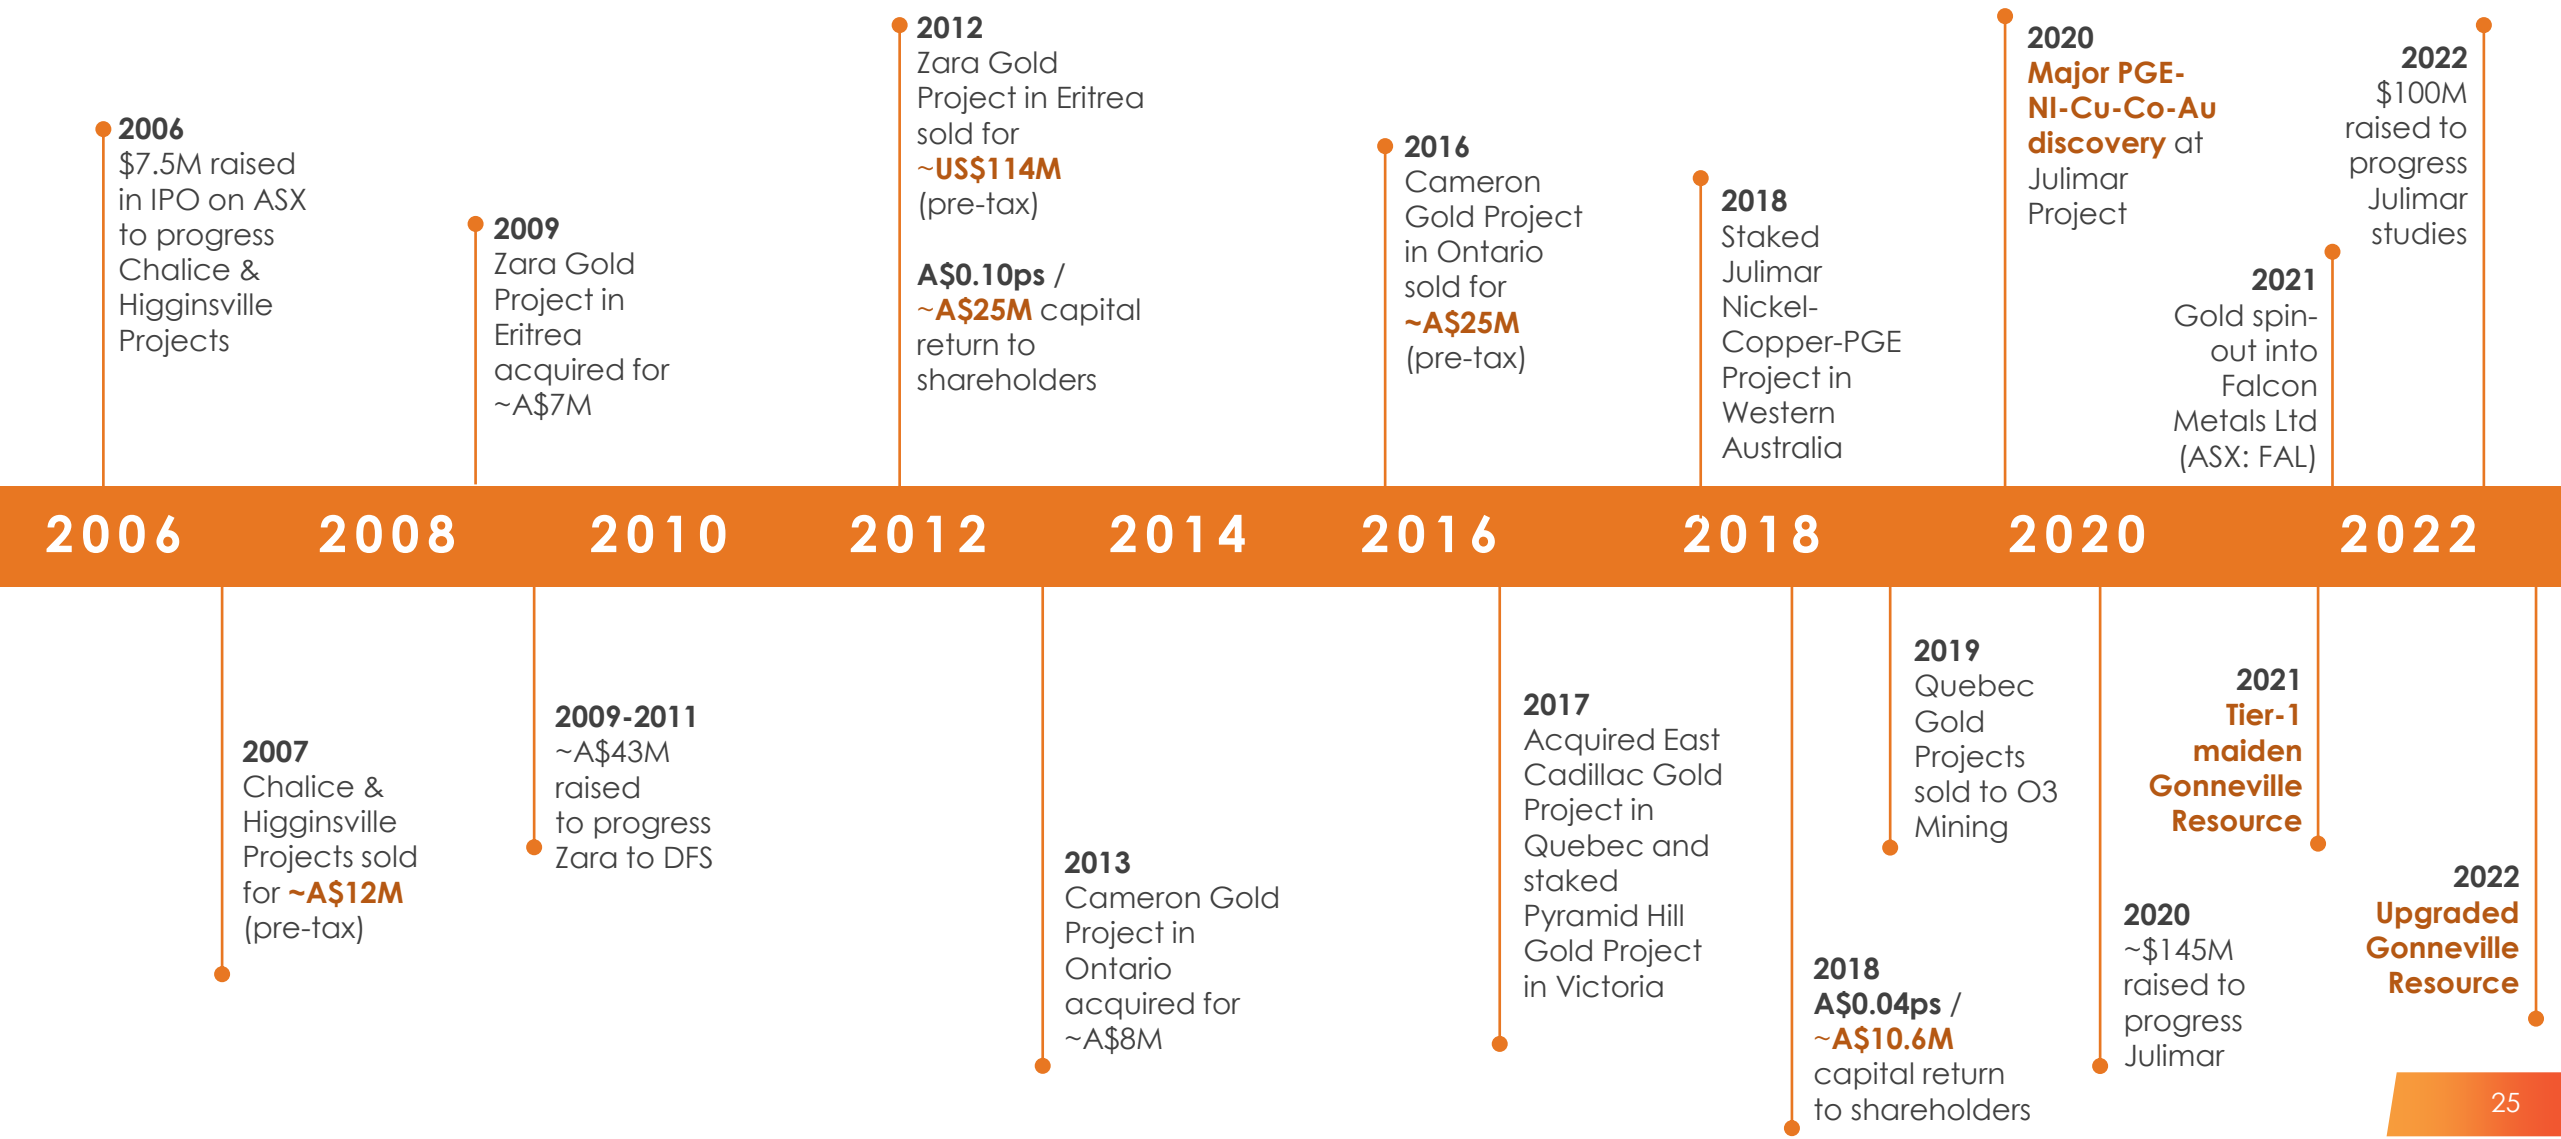 2006
$7.5M raised
in IPO on ASX
to progress
Chalice &
Higginsville
Projects
2009
Zara Gold
Project in
Eritrea
acquired for
~A$7M
2012
Zara Gold
Project in Eritrea
sold for
~US$114M
(pre-tax)
A$0.10ps /
~A$25M capital
return to
shareholders
2016
Cameron
Gold Project
in Ontario
sold for
~A$25M
(pre-tax)
2018
Staked
Julimar
Nickel-
Copper-PGE
Project in
Western
Australia
2020
Major PGE-
NI-Cu-Co-Au
discovery at
Julimar
Project
2021
Gold spin-
out into
Falcon
Metals Ltd
(ASX: FAL)
2022
$100M
raised to
progress
Julimar
studies
2006 2008 2010 2012 2014 2016 2018 2020 2022
2007
Chalice &
Higginsville
Projects sold
for ~A$12M
(pre-tax)
2009-2011
~A$43M
raised
to progress
Zara to DFS
2013
Cameron Gold
Project in
Ontario
acquired for
~A$8M
2017
Acquired East
Cadillac Gold
Project in
Quebec and
staked
Pyramid Hill
Gold Project
in Victoria
2018
A$0.04ps /
~A$10.6M
capital return
to shareholders
2019
Quebec
Gold
Projects
sold to O3
Mining
2020
~$145M
raised to
progress
Julimar
2021
Tier-1
maiden
Gonneville
Resource
2022
Upgraded
Gonneville
Resource
25